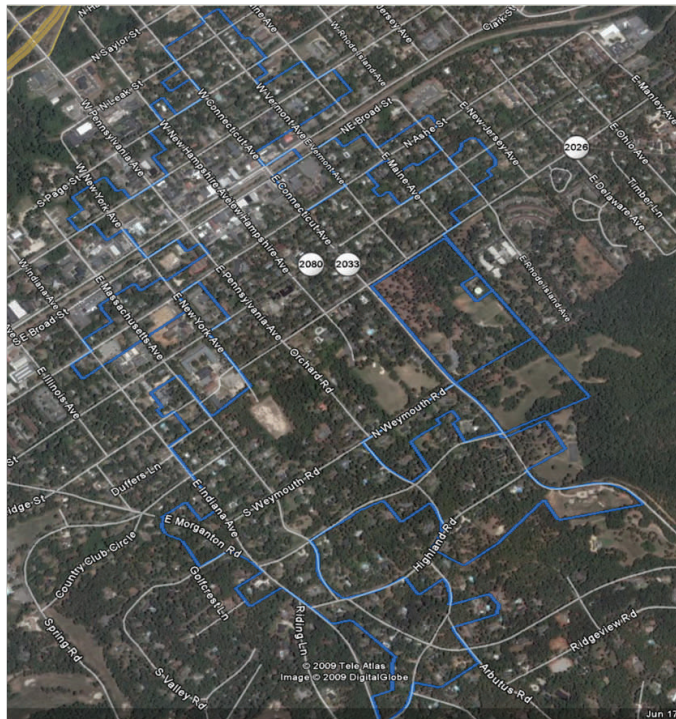 N Saylor St
Clark St
W Rhode Island Ave
N Leak St
W Pennsylvania Ave
W Connecticut Ave
W Vermont Ave
E Vermont Ave
NE Broad St
N Ashe St
E New Jersey Ave
E Manley Ave
E Ohio Ave
2026
Timber Ln
E Delaware Ave
E Maine Ave
W New Hampshire Ave
S Page St
W New York Ave
E Connecticut Ave
2080
2033
E Rhode Island Ave
W Indiana Ave
E Massachusetts Ave
E New York Ave
E Pennsylvania Ave
SE Broad St
E Illinois Ave
Orchard Rd
N Weymouth Rd
Duffers Ln
S Weymouth Rd
E Indiana Ave
E Morganton Rd
Highland Rd
Country Club Circle
Golfcrest Ln
Spring Rd
Riding Ln
Ridgeview Rd
S Valley Rd
Arbutus Rd
© 2009 Tele Atlas
Image © 2009 DigitalGlobe
Jun 17